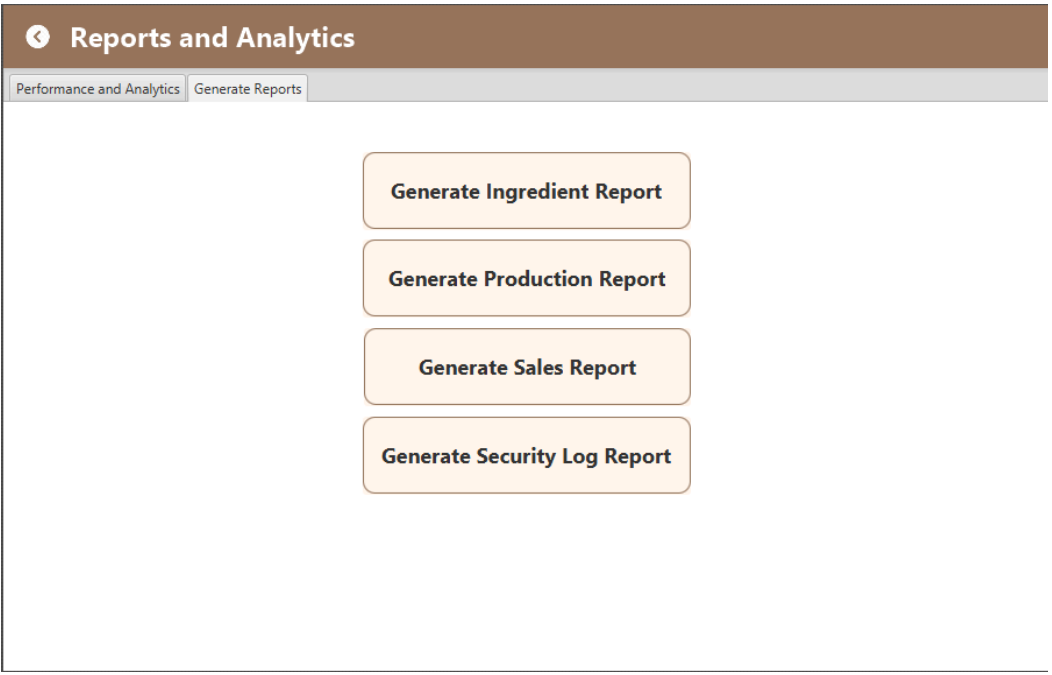 Reports and Analytics
Performance and Analytics
Generate Reports
Generate Ingredient Report
Generate Production Report
Generate Sales Report
Generate Security Log Report